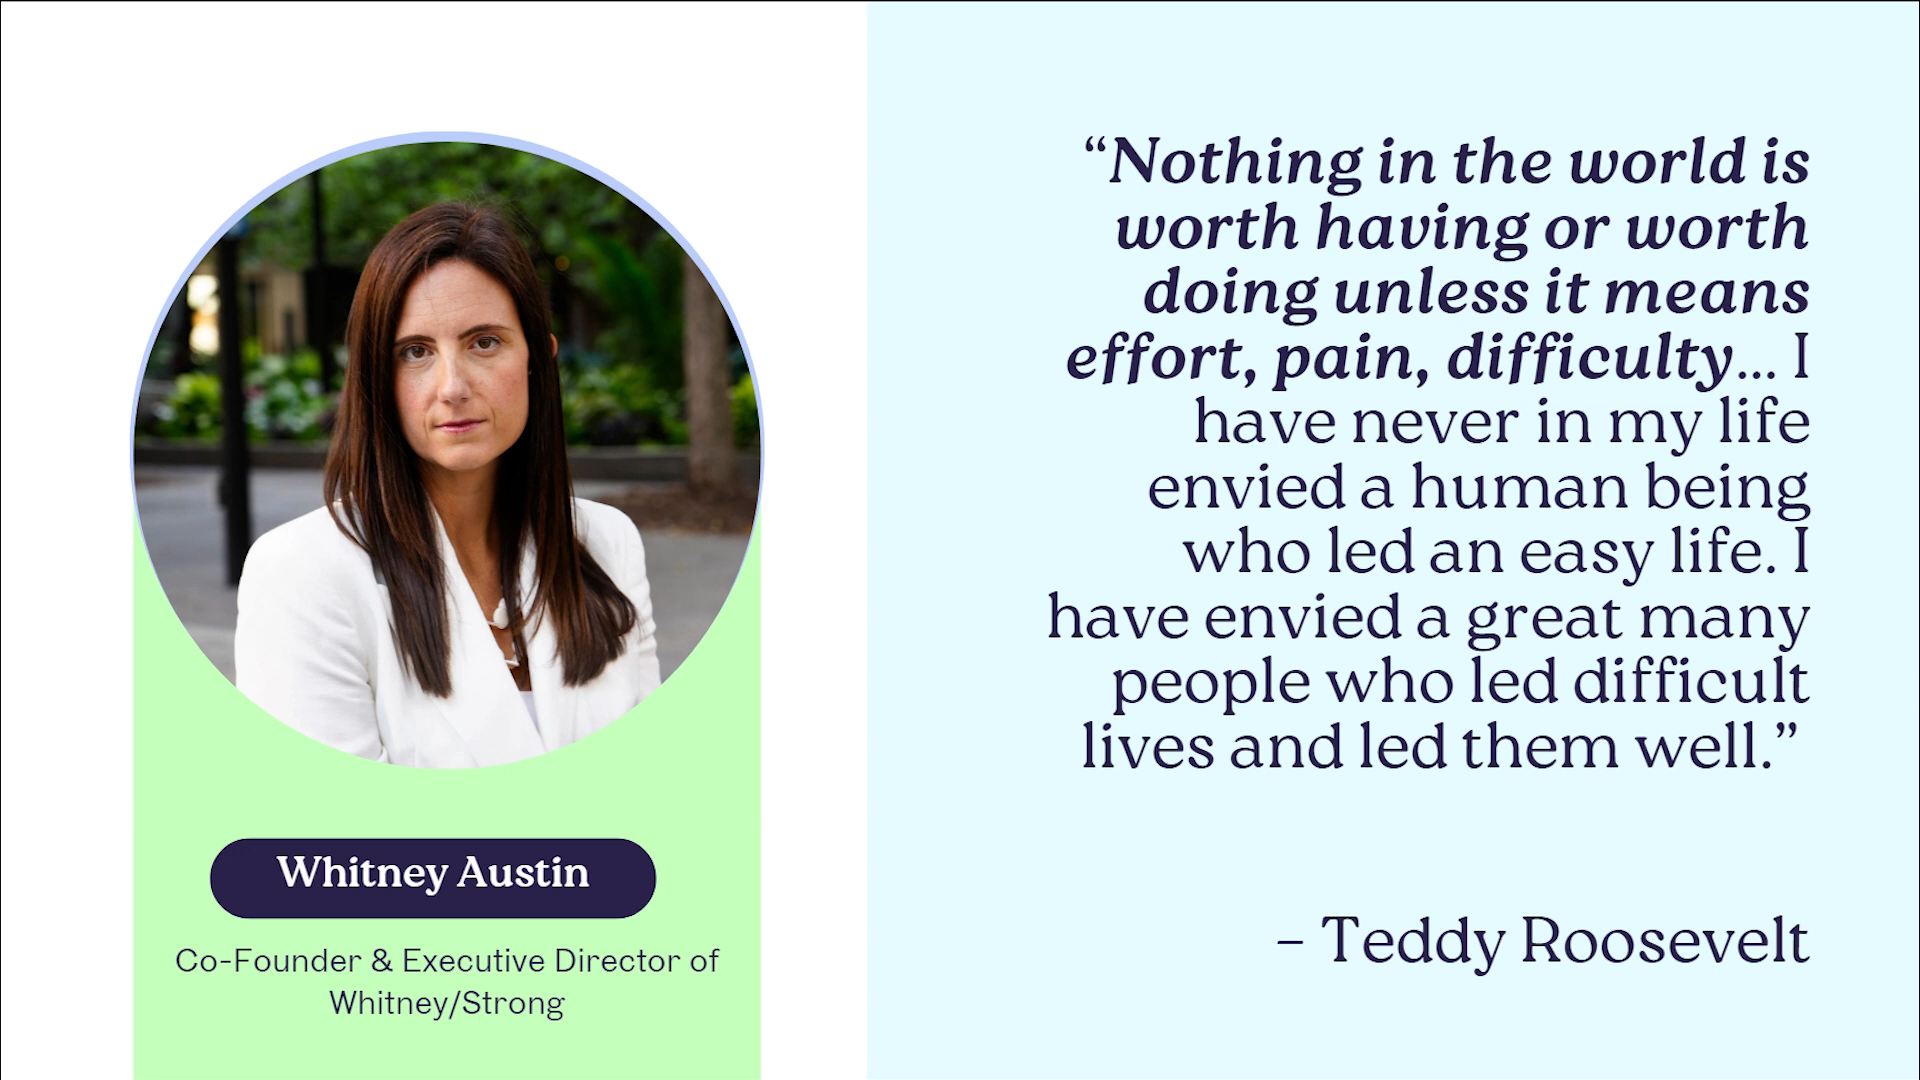 Whitney Austin
Co-Founder & Executive Director of
Whitney/Strong
“Nothing in the world is
worth having or worth
doing unless it means
effort, pain, difficulty... I
have never in my life
envied a human being
who led an easy life. I
have envied a great many
people who led difficult
lives and led them well.”
– Teddy Roosevelt